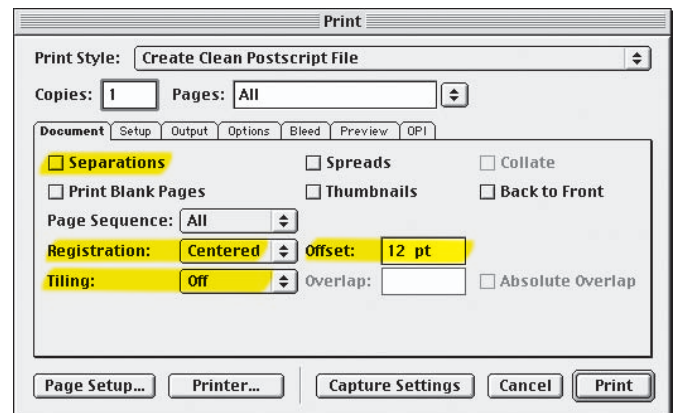 Print
Print Style: Create Clean Postscript File
Copies: 1 Pages: All
Document Setup Output Options Bleed Preview OPI
Separations Spreads Collate
Print Blank Pages Thumbnails Back to Front
Page Sequence: All
Registration: Centered Offset: 12 pt
Tiling: Off Overlap: Absolute Overlap
Page Setup... Printer... Capture Settings Cancel Print